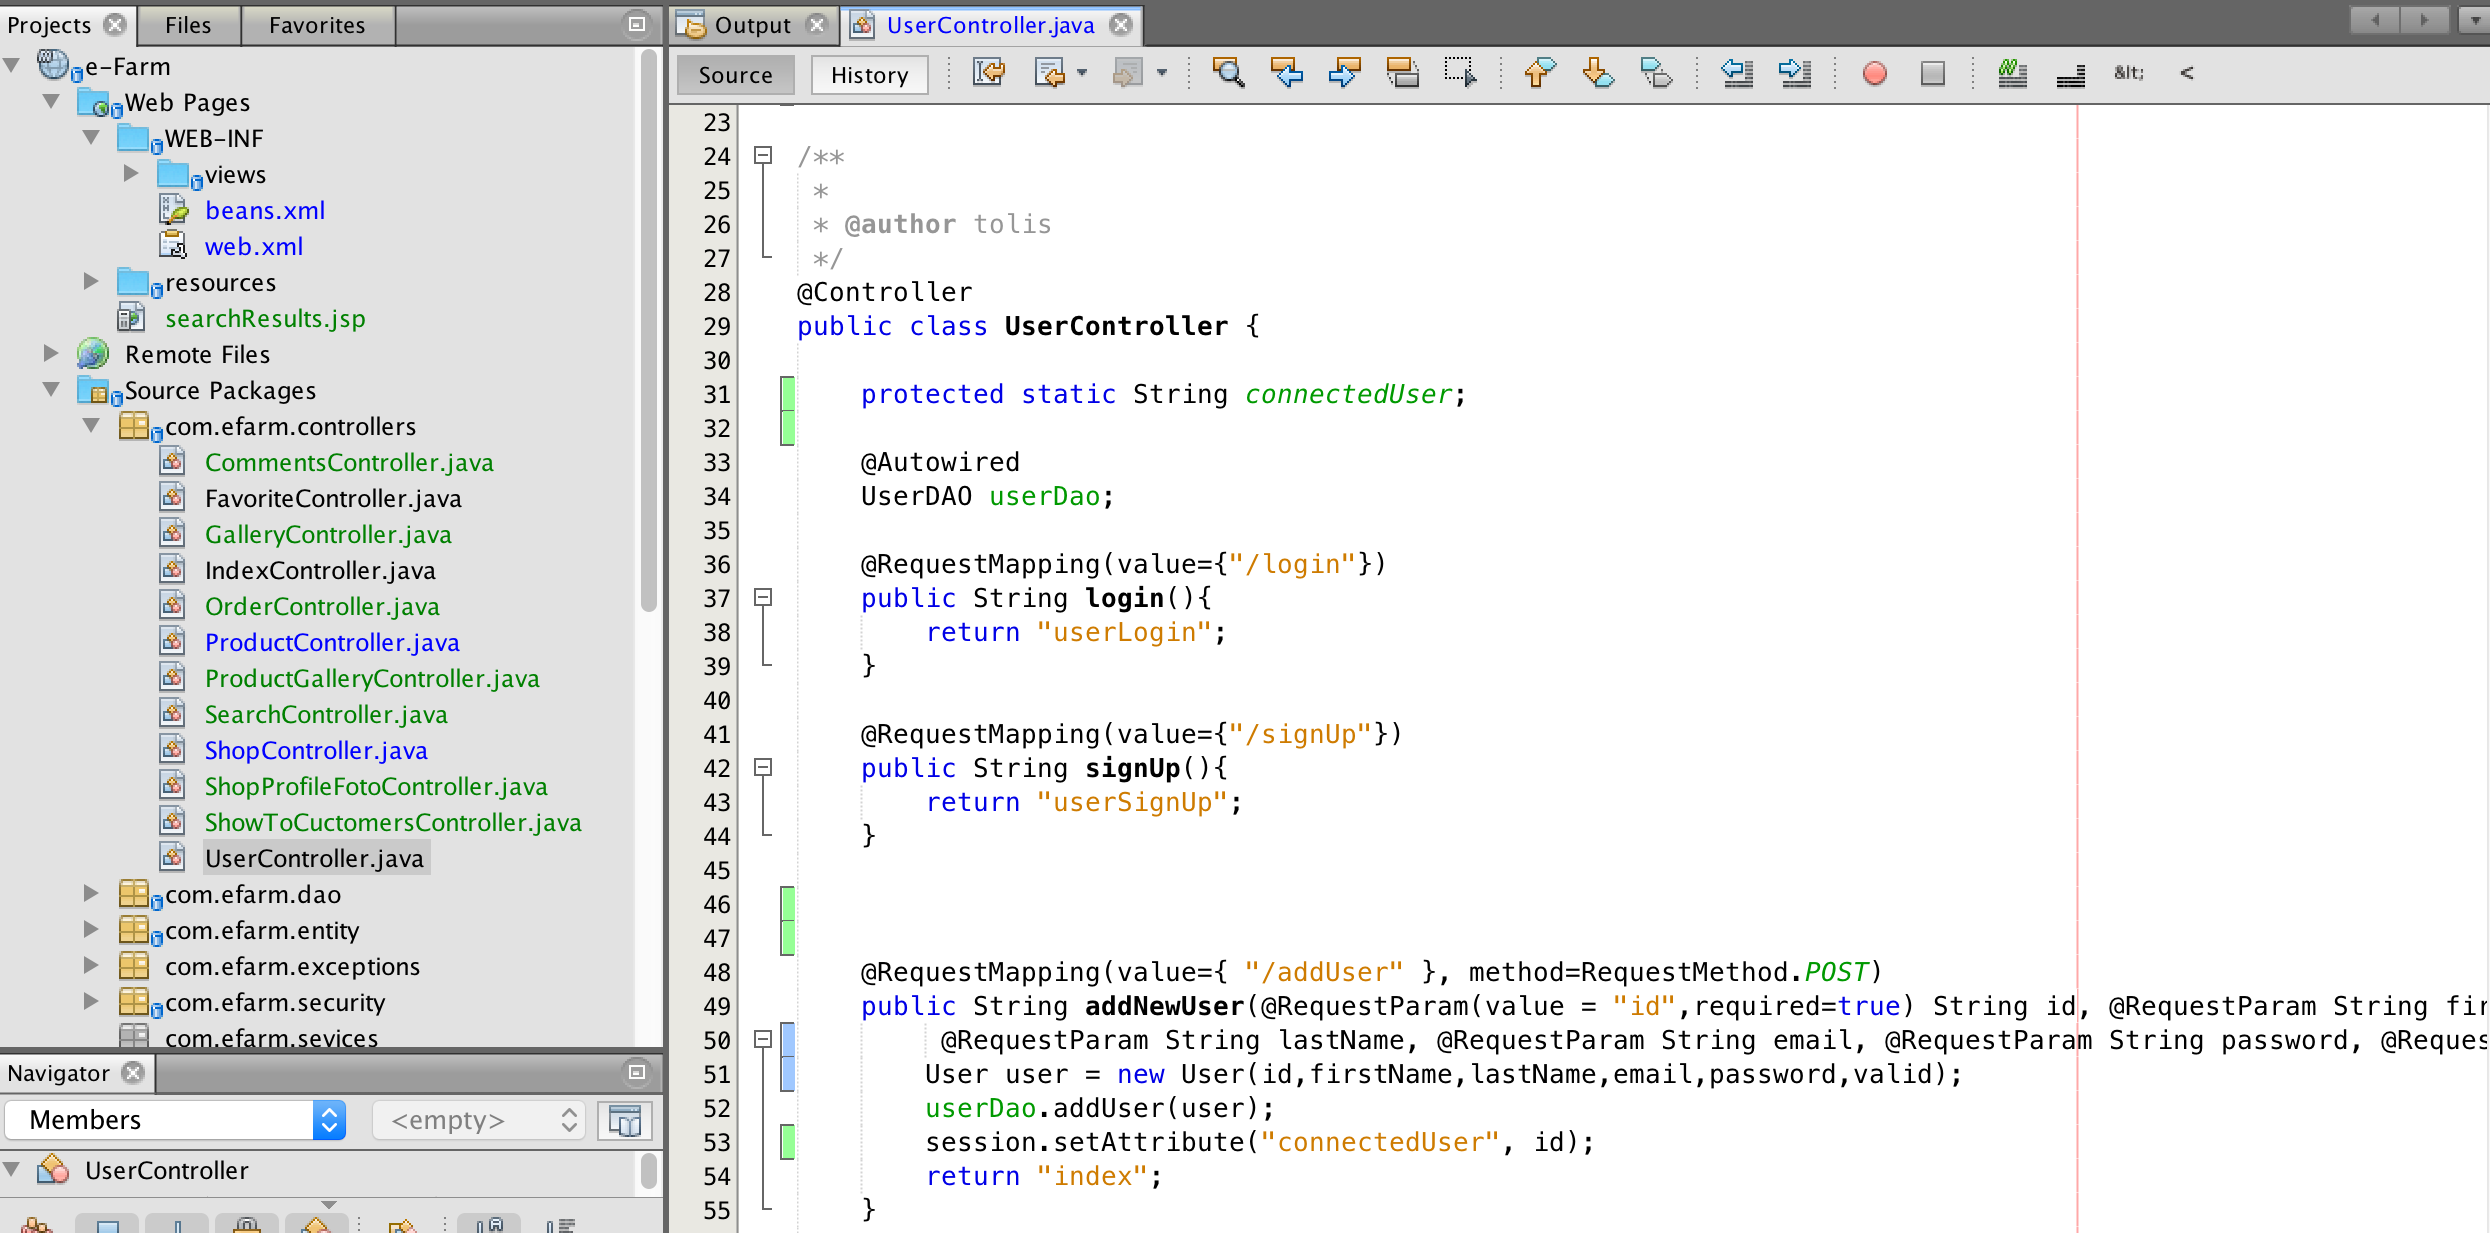 Projects
Files
Favorites
e-Farm
Web Pages
WEB-INF
views
beans.xml
web.xml
resources
searchResults.jsp
Remote Files
Source Packages
com.efarm.controllers
CommentsController.java
FavoriteController.java
GalleryController.java
IndexController.java
OrderController.java
ProductController.java
ProductGalleryController.java
SearchController.java
ShopController.java
ShopProfileFotoController.java
ShowToCuctomersController.java
UserController.java
com.efarm.dao
com.efarm.entity
com.efarm.exceptions
com.efarm.security
com.efarm.sevices
Navigator
Members
<empty>
UserController
Output
UserController.java
Source
History
&lt;
<
23
24 /**
25 *
26 * @author tolis
27 */
28 @Controller
29 public class UserController {
30
31 protected static String connectedUser;
32
33 @Autowired
34 UserDAO userDao;
35
36 @RequestMapping(value={"/login"})
37 public String login(){
38 return "userLogin";
39 }
40
41 @RequestMapping(value={"/signUp"})
42 public String signUp(){
43 return "userSignUp";
44 }
45
46
47
48 @RequestMapping(value={ "/addUser" }, method=RequestMethod.POST)
49 public String addNewUser(@RequestParam(value = "id",required=true) String id, @RequestParam String fir
50 @RequestParam String lastName, @RequestParam String email, @RequestParam String password, @Reques
51 User user = new User(id,firstName,lastName,email,password,valid);
52 userDao.addUser(user);
53 session.setAttribute("connectedUser", id);
54 return "index";
55 }